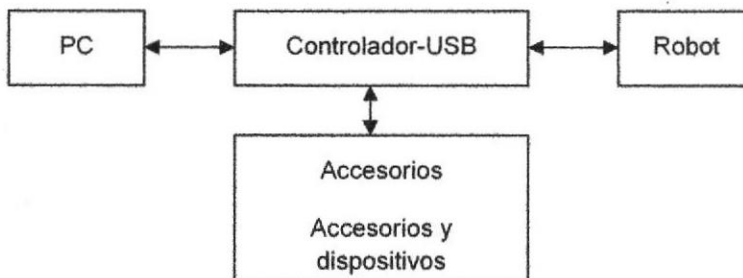 PC
Controlador-USB
Robot
Accesorios
Accesorios y
dispositivos